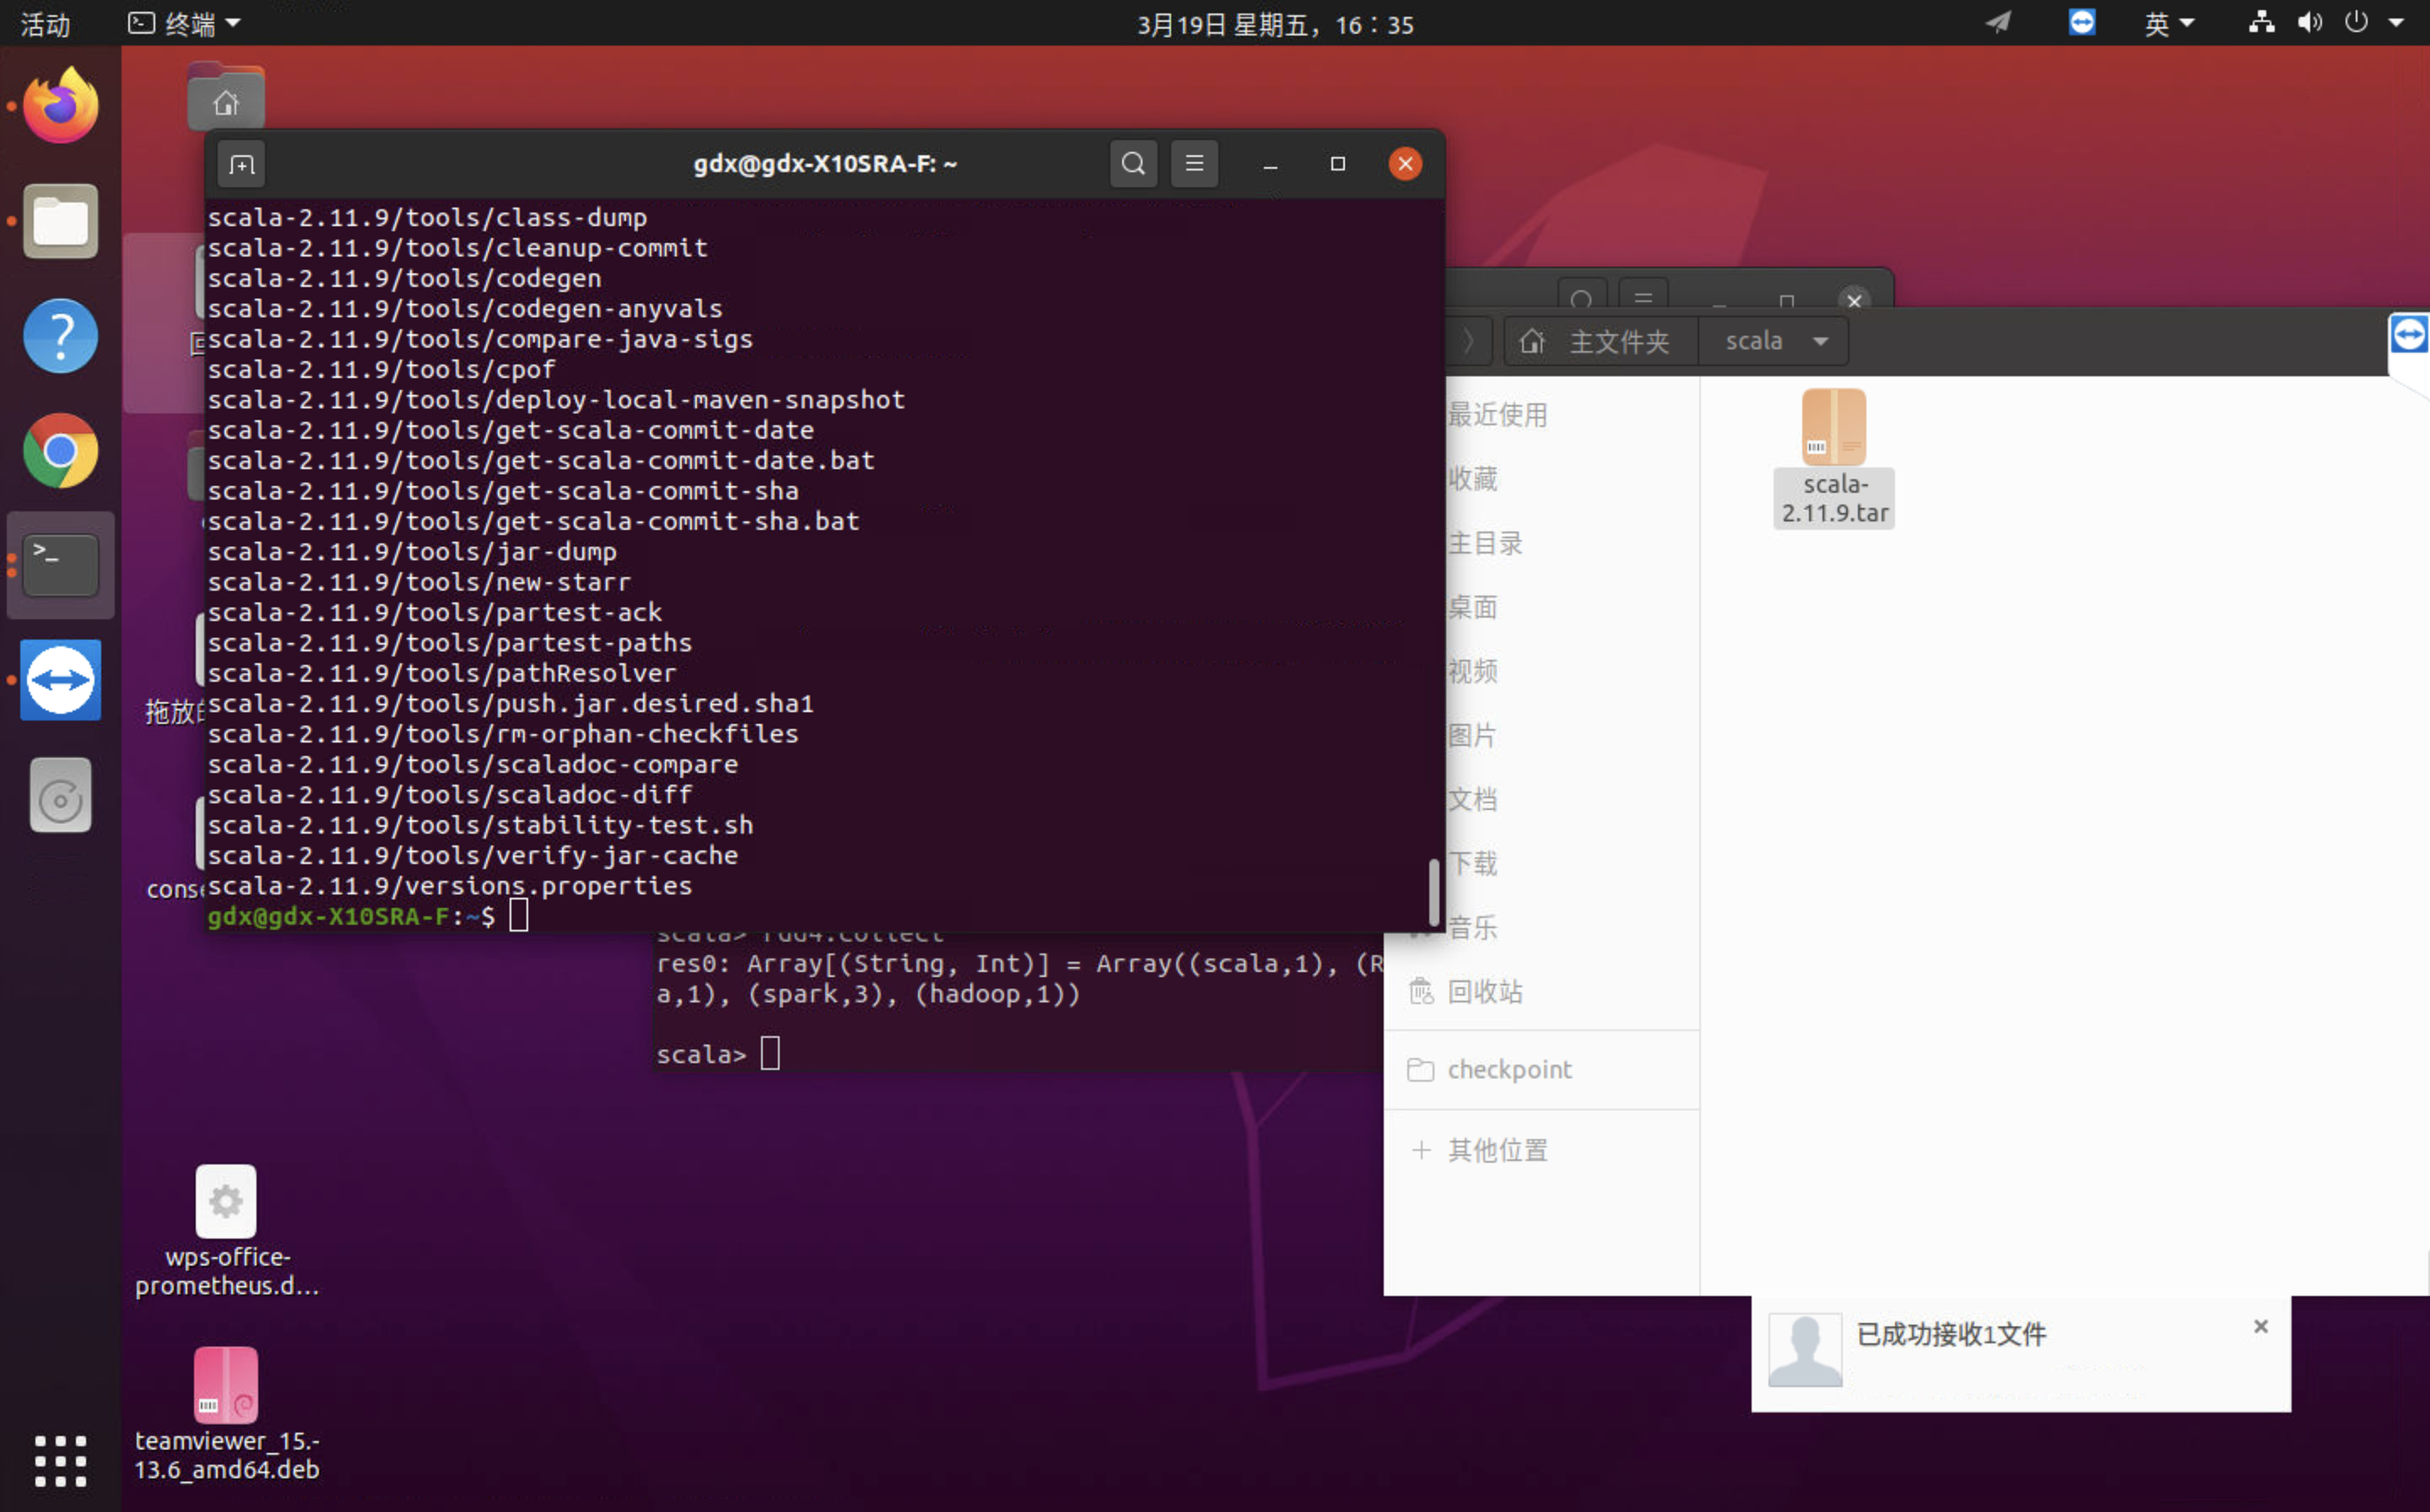 活动
终端
3月19日 星期五，16：35
英
gdx@gdx-X10SRA-F: ~
scala-2.11.9/tools/class-dump
scala-2.11.9/tools/cleanup-commit
scala-2.11.9/tools/codegen
scala-2.11.9/tools/codegen-anyvals
scala-2.11.9/tools/compare-java-sigs
scala-2.11.9/tools/cpof
scala-2.11.9/tools/deploy-local-maven-snapshot
scala-2.11.9/tools/get-scala-commit-date
scala-2.11.9/tools/get-scala-commit-date.bat
scala-2.11.9/tools/get-scala-commit-sha
scala-2.11.9/tools/get-scala-commit-sha.bat
scala-2.11.9/tools/jar-dump
scala-2.11.9/tools/new-starr
scala-2.11.9/tools/partest-ack
scala-2.11.9/tools/partest-paths
scala-2.11.9/tools/pathResolver
scala-2.11.9/tools/push.jar.desired.sha1
scala-2.11.9/tools/rm-orphan-checkfiles
scala-2.11.9/tools/scaladoc-compare
scala-2.11.9/tools/scaladoc-diff
scala-2.11.9/tools/stability-test.sh
scala-2.11.9/tools/verify-jar-cache
scala-2.11.9/versions.properties
gdx@gdx-X10SRA-F:~$
scala> rdd4.collect
res0: Array[(String, Int)] = Array((scala,1), (R
a,1), (spark,3), (hadoop,1))
scala>
主文件夹
scala
最近使用
收藏
主目录
桌面
视频
图片
文档
下载
音乐
回收站
checkpoint
+ 其他位置
scala-
2.11.9.tar
已成功接收1文件
拖放
cons
wps-office-
prometheus.d...
teamviewer_15.-
13.6_amd64.deb